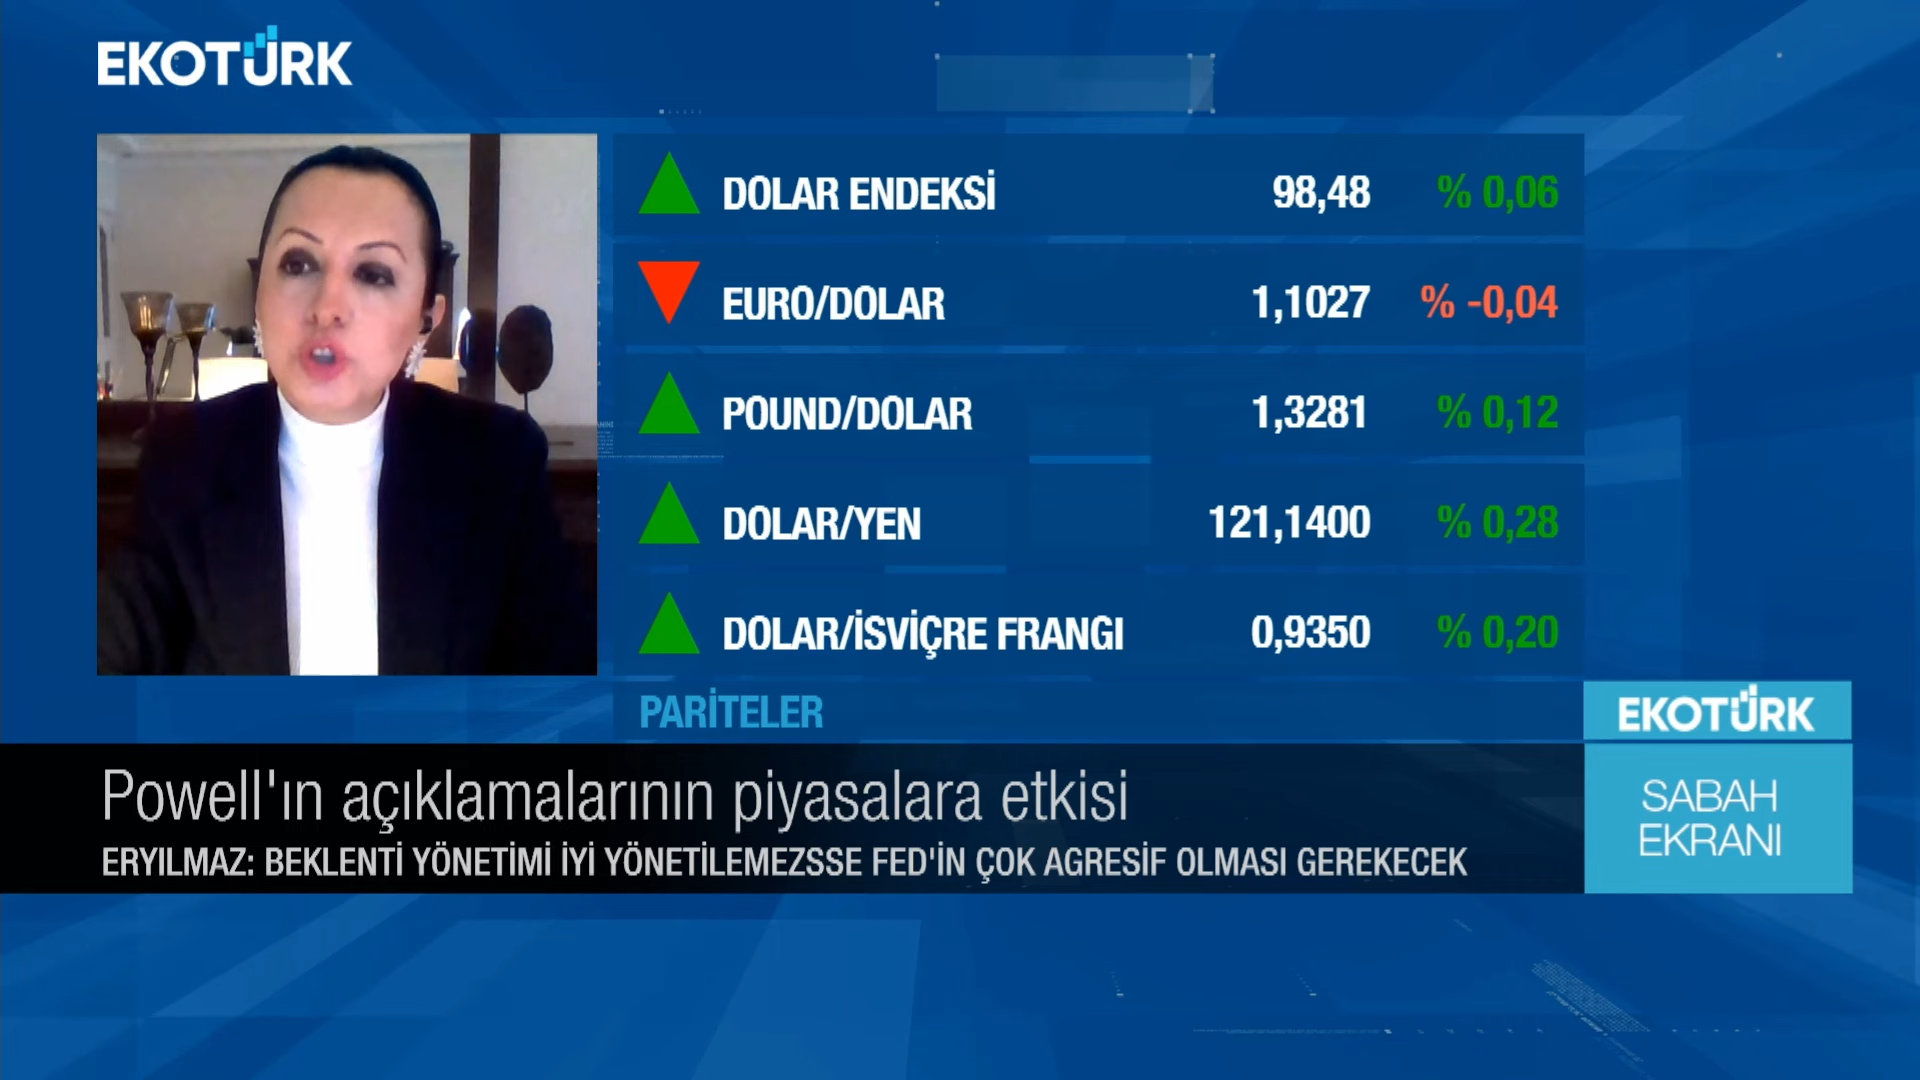 EKOTÜRK
DOLAR ENDEKSİ 98,48 % 0,06
EURO/DOLAR 1,1027 % -0,04
POUND/DOLAR 1,3281 % 0,12
DOLAR/YEN 121,1400 % 0,28
DOLAR/İSVİÇRE FRANGI 0,9350 % 0,20
PARİTELER
EKOTÜRK
Powell'ın açıklamalarının piyasalara etkisi
ERYILMAZ: BEKLENTİ YÖNETİMİ İYİ YÖNETİLEMEZSSE FED'İN ÇOK AGRESİF OLMASI GEREKECEK
SABAH
EKRANI